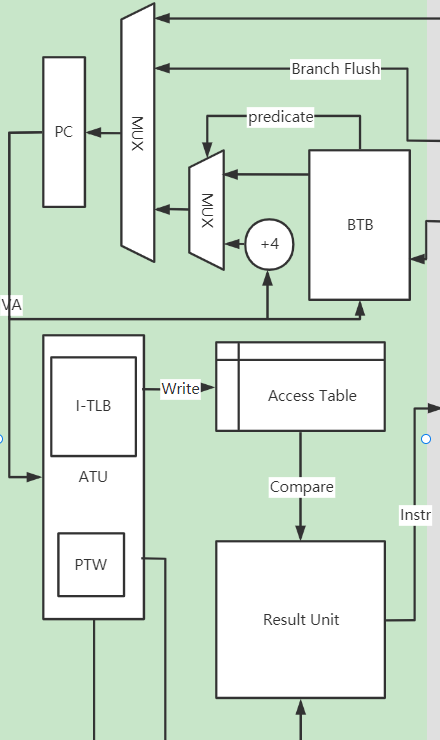 Branch Flush
PC
MUX
predicate
MUX
BTB
+4
VA
I-TLB
Write
Access Table
ATU
Compare
Instr
PTW
Result Unit